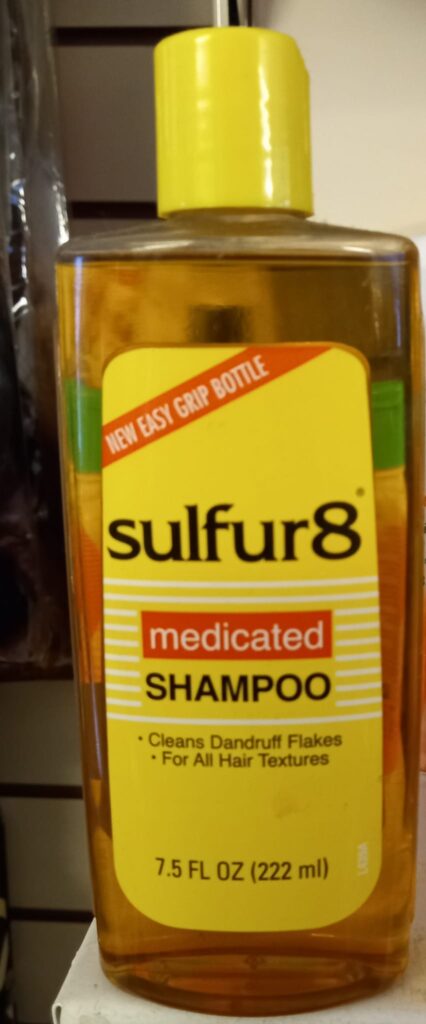 NEW EASY GRIP BOTTLE
sulfur8®
medicated
SHAMPOO
• Cleans Dandruff Flakes
• For All Hair Textures
7.5 FL OZ (222 ml)